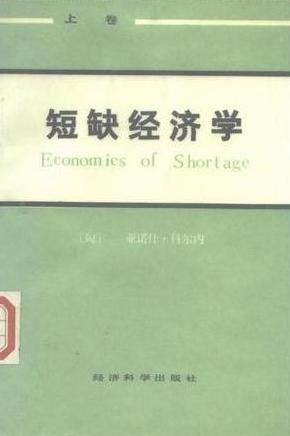 上 卷
短缺经济学
Economics of Shortage
〔匈〕 亚诺什·科尔内
经济科学出版社